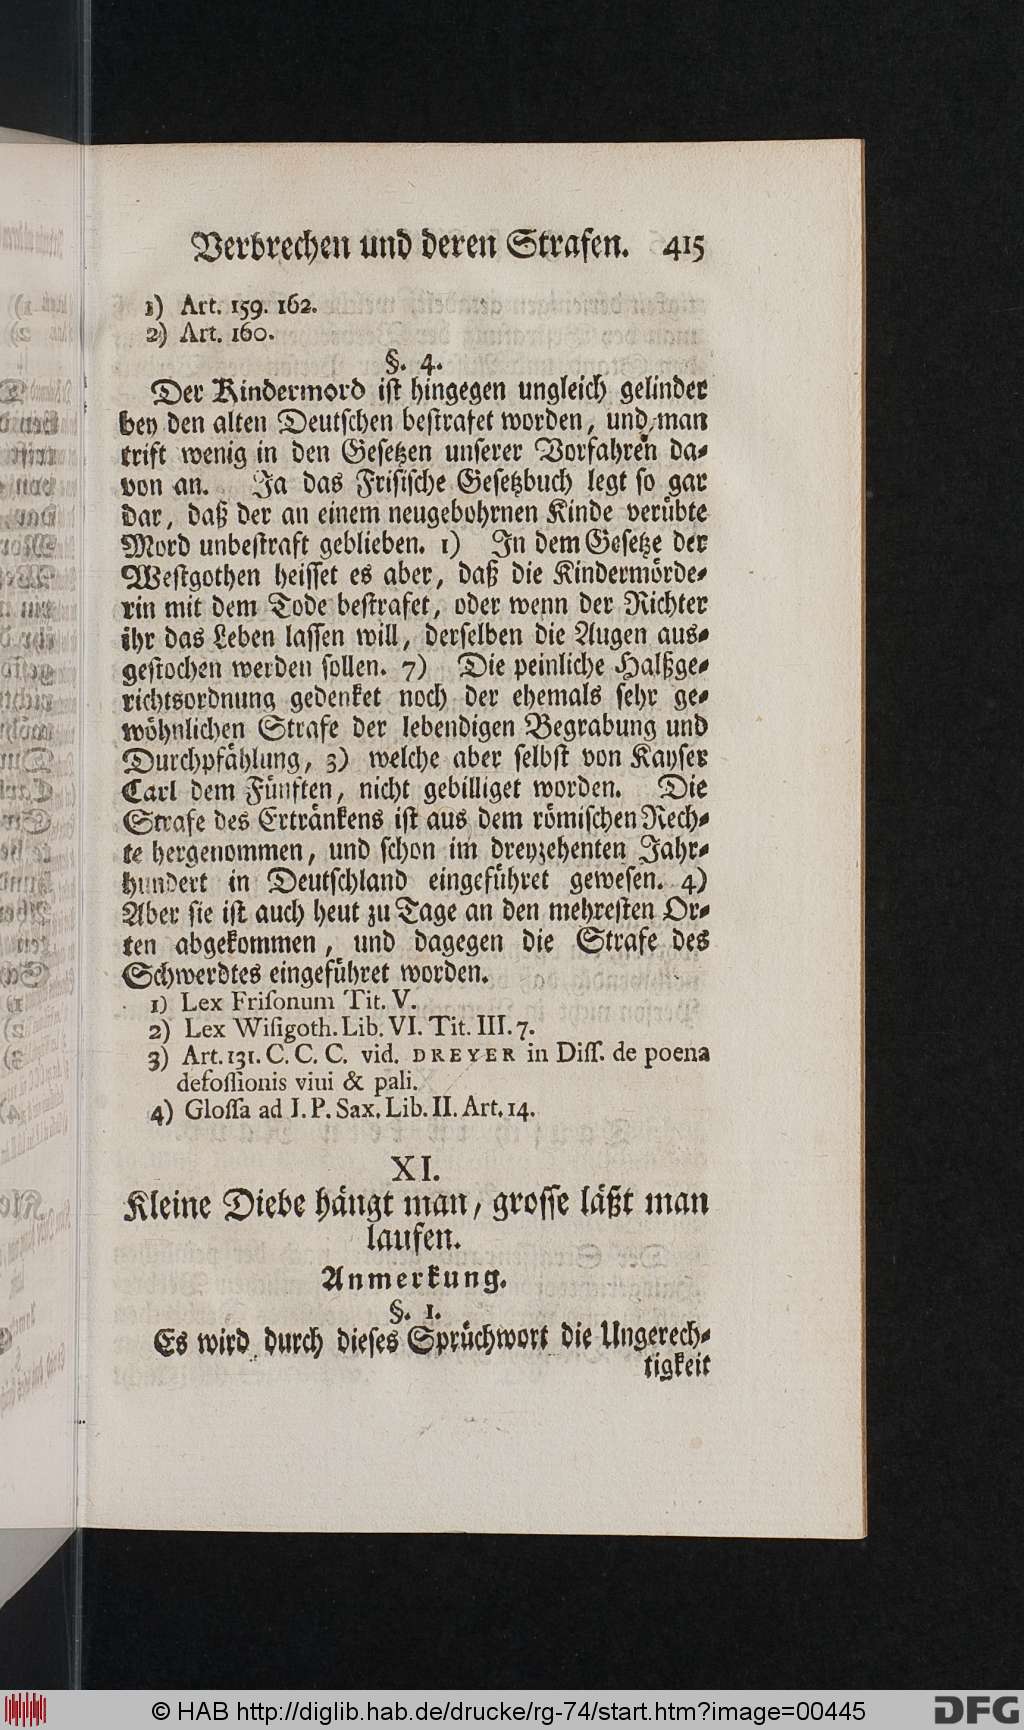 Verbrechen und deren Strafen. 415
1) Art. 159. 162.
2) Art. 160.
§. 4.
Der Kindermord ist hingegen ungleich gelinder
bey den alten Deutschen bestrafet worden, und man
trift wenig in den Gesetzen unserer Vorfahren da-
von an. Ja das Frisische Gesetzbuch legt so gar
dar, daß der an einem neugebohrnen Kinde verübte
Mord unbestraft geblieben. 1) In dem Gesetze der
Westgothen heisset es aber, daß die Kindermörde-
rin mit dem Tode bestrafet, oder wenn der Richter
ihr das Leben lassen will, derselben die Augen aus-
gestochen werden sollen. 7) Die peinliche Halßge-
richtsordnung gedenket noch der ehemals sehr ge-
wöhnlichen Strafe der lebendigen Begrabung und
Durchpfählung, 3) welche aber selbst von Kayser
Carl dem Fünften, nicht gebilliget worden. Die
Strafe des Ertränkens ist aus dem römischen Rech-
te hergenommen, und schon im dreyzehenten Jahr-
hundert in Deutschland eingeführet gewesen. 4)
Aber sie ist auch heut zu Tage an den mehresten Or-
ten abgekommen, und dagegen die Strafe des
Schwerdtes eingeführet worden.
1) Lex Frisonum Tit. V.
2) Lex Wisigoth. Lib. VI. Tit. III. 7.
3) Art. 131. C. C. C. vid. DREYER in Diss. de poena
defossionis viui & pali.
4) Glossa ad I. P. Sax. Lib. II. Art. 14.
XI.
Kleine Diebe hängt man, grosse läßt man
laufen.
Anmerkung.
§. 1.
Es wird durch dieses Sprüchwort die Ungerech-
tigkeit
© HAB http://diglib.hab.de/drucke/rg-74/start.htm?image=00445
DFG